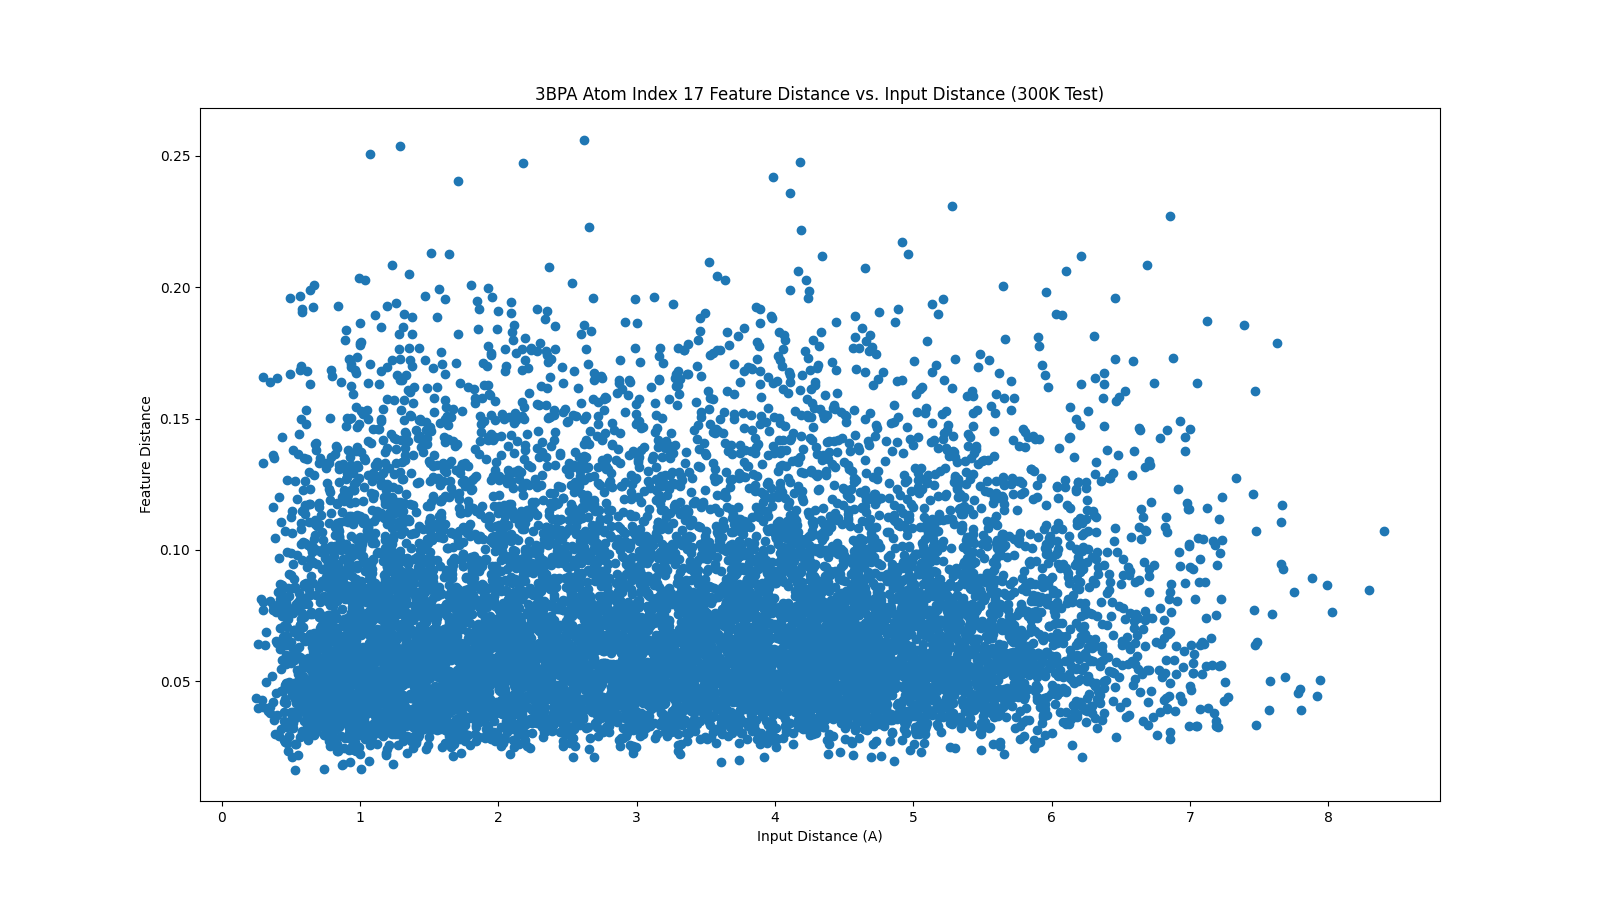 3BPA Atom Index 17 Feature Distance vs. Input Distance (300K Test)
0.25
0.20
0.15
0.10
0.05
Feature Distance
0 1 2 3 4 5 6 7 8
Input Distance (A)